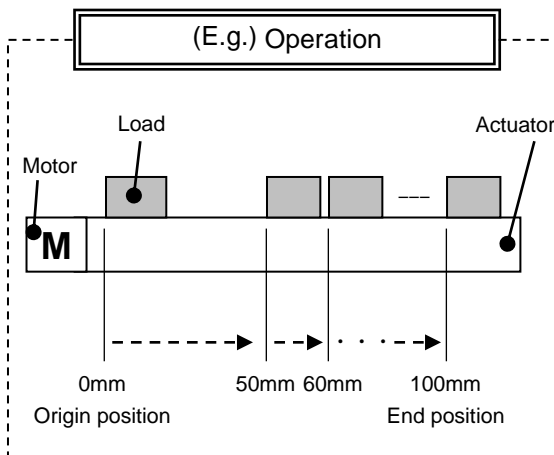 (E.g.) Operation
Load
Actuator
Motor
M
0mm
50mm
60mm
100mm
Origin position
End position